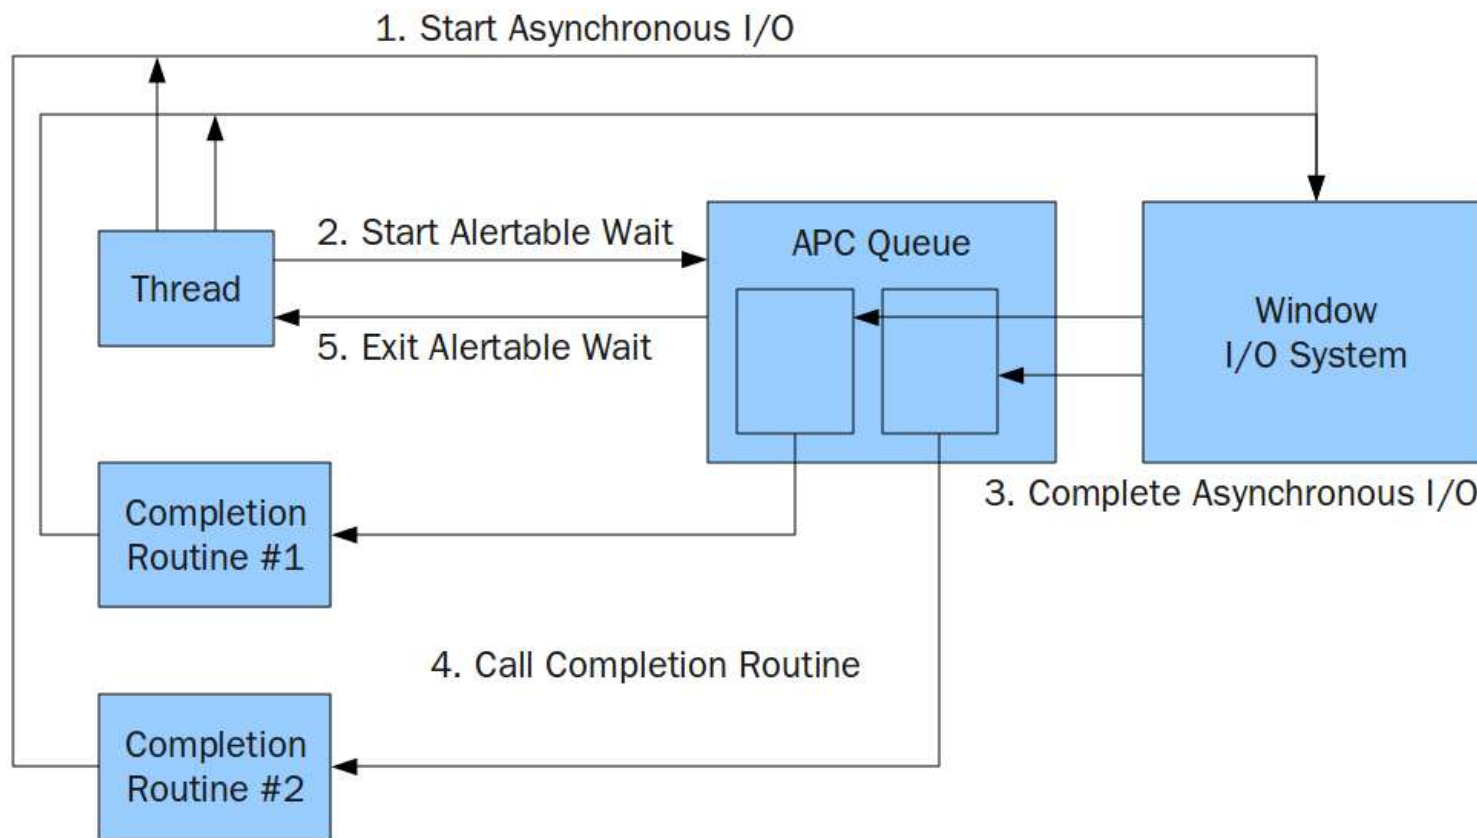 1. Start Asynchronous I/O
2. Start Alertable Wait
APC Queue
Thread
Window
I/O System
5. Exit Alertable Wait
3. Complete Asynchronous I/O
Completion
Routine #1
4. Call Completion Routine
Completion
Routine #2